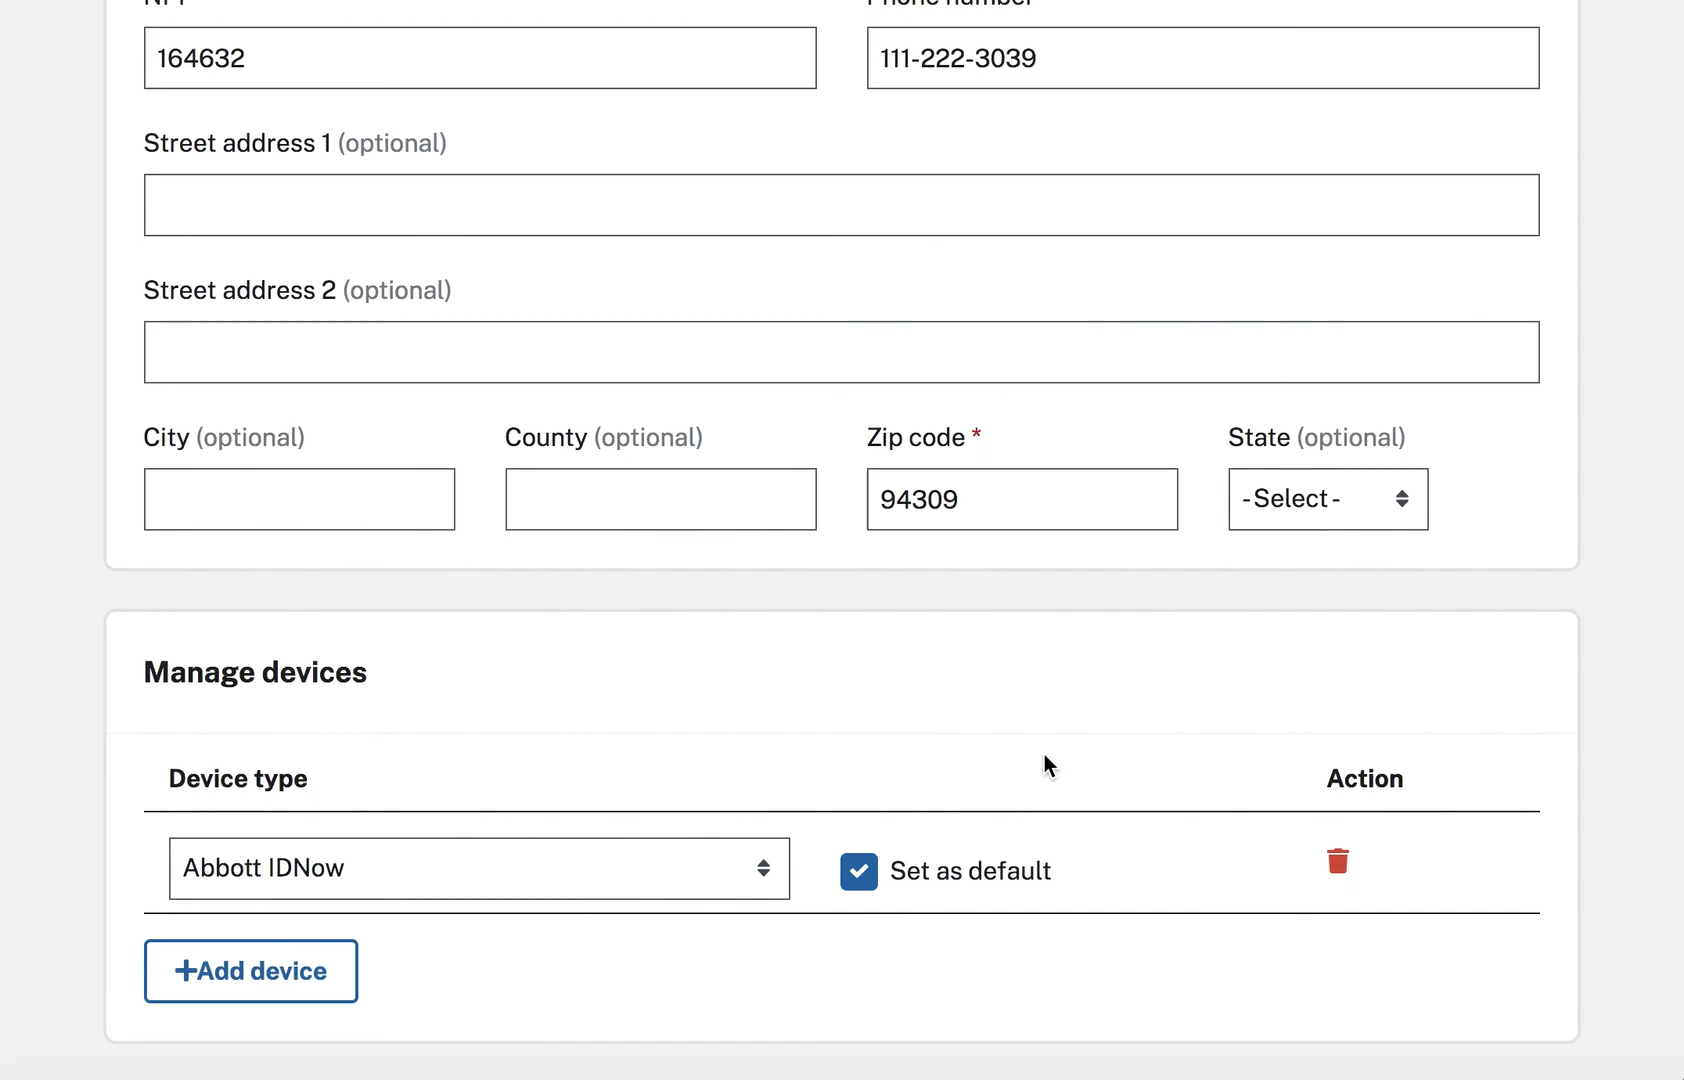 164632
111-222-3039
Street address 1 (optional)
Street address 2 (optional)
City (optional)
County (optional)
Zip code *
State (optional)
94309
-Select-
Manage devices
Device type
Action
Abbott IDNow
Set as default
+Add device